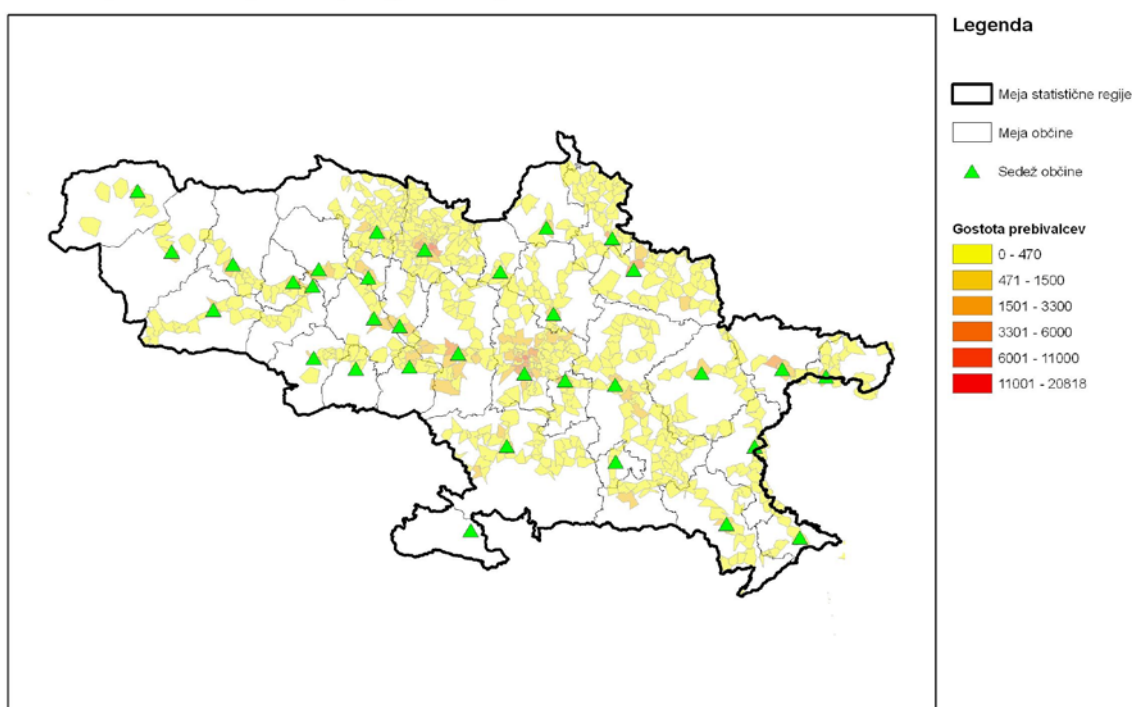 Legenda
Meja statistične regije
Meja občine
Sedež občine
Gostota prebivalcev
0 - 470
471 - 1500
1501 - 3300
3301 - 6000
6001 - 11000
11001 - 20818